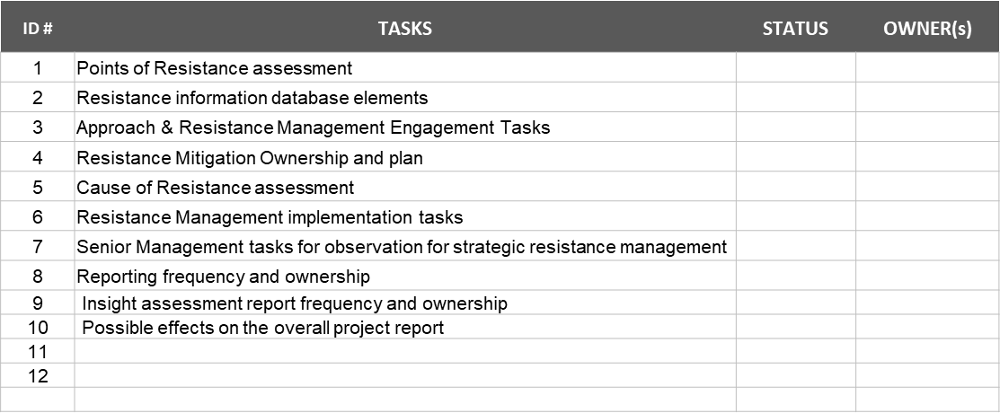 ID # TASKS STATUS OWNER(s)
1 Points of Resistance assessment
2 Resistance information database elements
3 Approach & Resistance Management Engagement Tasks
4 Resistance Mitigation Ownership and plan
5 Cause of Resistance assessment
6 Resistance Management implementation tasks
7 Senior Management tasks for observation for strategic resistance management
8 Reporting frequency and ownership
9 Insight assessment report frequency and ownership
10 Possible effects on the overall project report
11
12